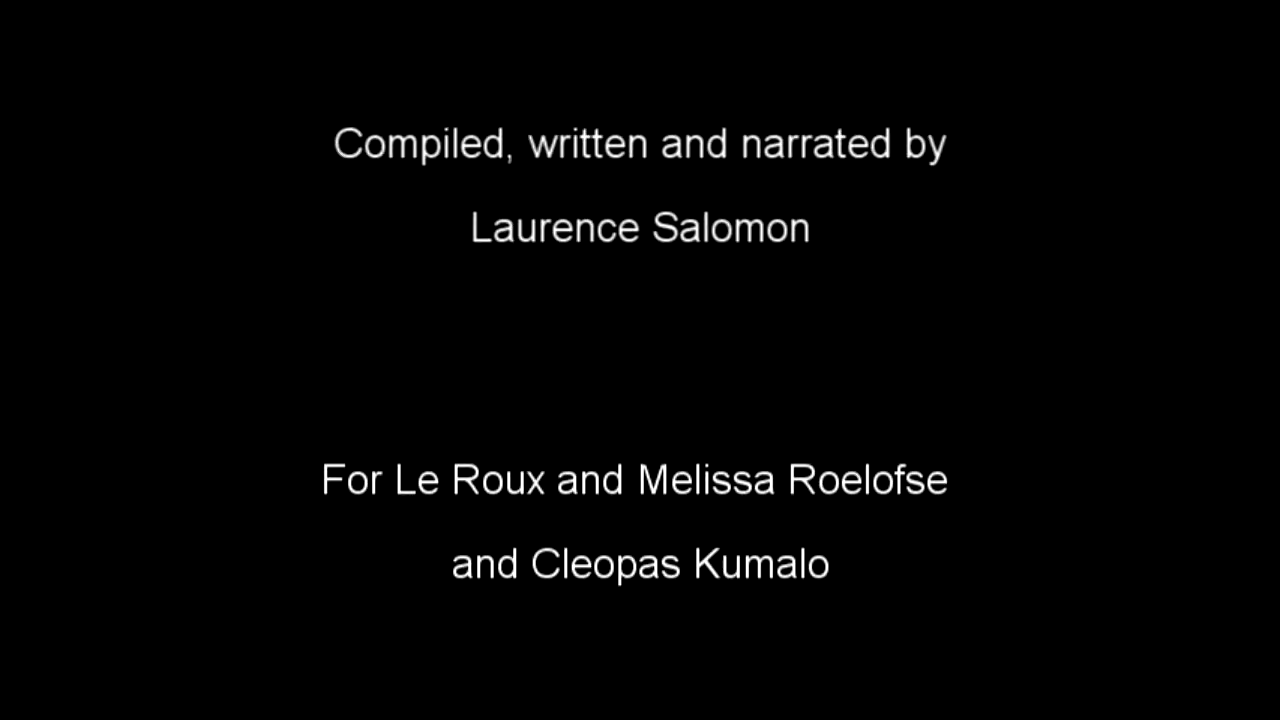 Compiled, written and narrated by
Laurence Salomon
For Le Roux and Melissa Roelofse
and Cleopas Kumalo